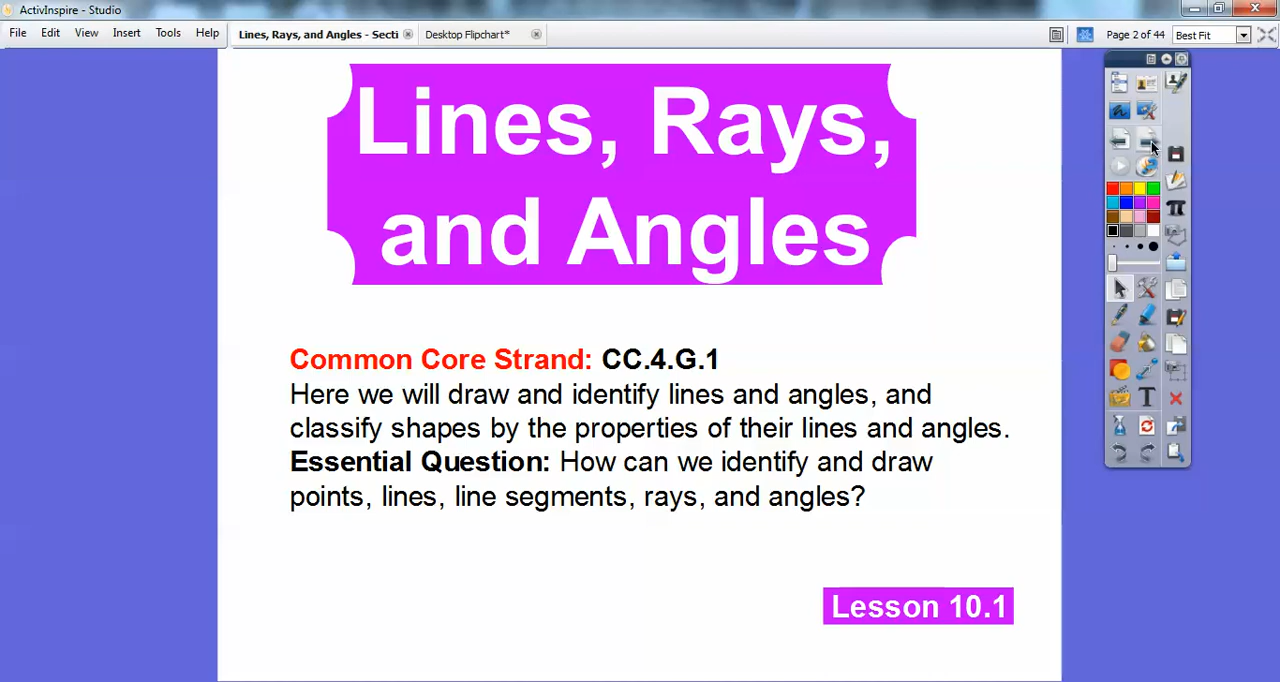 ActivInspire - Studio
File Edit View Insert Tools Help
Lines, Rays, and Angles - Secti
Desktop Flipchart*
Page 2 of 44
Best Fit
Lines, Rays,
and Angles
Common Core Strand: CC.4.G.1
Here we will draw and identify lines and angles, and
classify shapes by the properties of their lines and angles.
Essential Question: How can we identify and draw
points, lines, line segments, rays, and angles?
Lesson 10.1